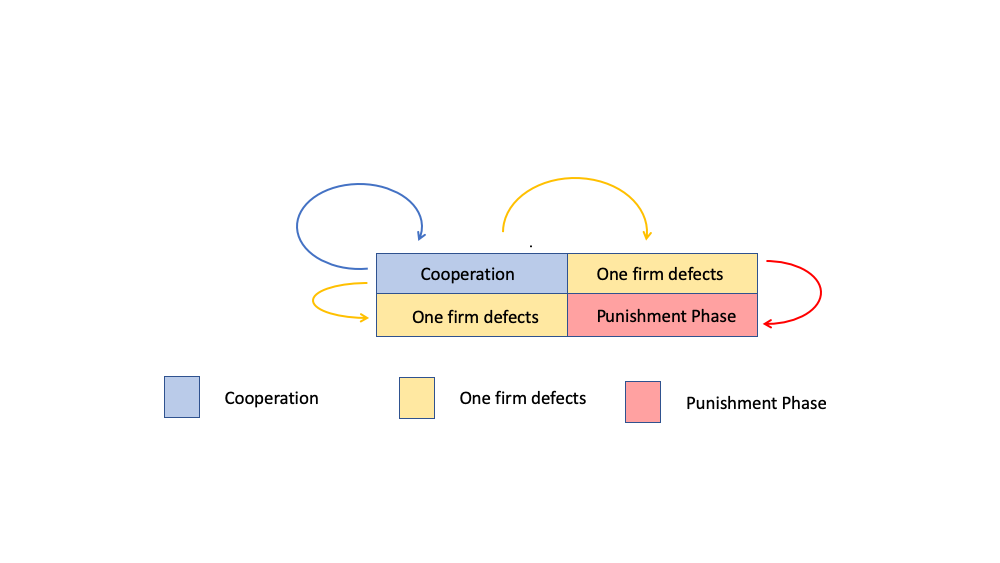 Cooperation
One firm defects
One firm defects
Punishment Phase
Cooperation
One firm defects
Punishment Phase